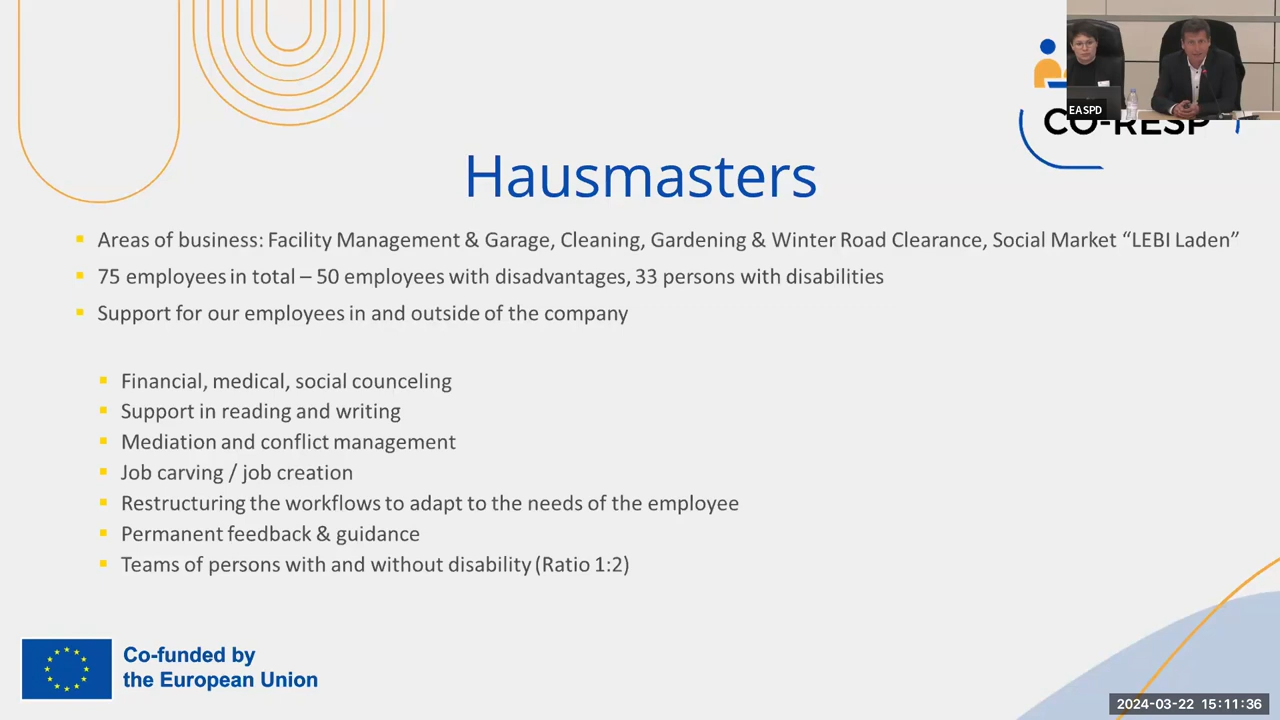 EASPD
CO-RESP
Hausmasters
Areas of business: Facility Management & Garage, Cleaning, Gardening & Winter Road Clearance, Social Market “LEBI Laden”
75 employees in total – 50 employees with disadvantages, 33 persons with disabilities
Support for our employees in and outside of the company
Financial, medical, social counceling
Support in reading and writing
Mediation and conflict management
Job carving / job creation
Restructuring the workflows to adapt to the needs of the employee
Permanent feedback & guidance
Teams of persons with and without disability (Ratio 1:2)
Co-funded by
the European Union
2024-03-22 15:11:36